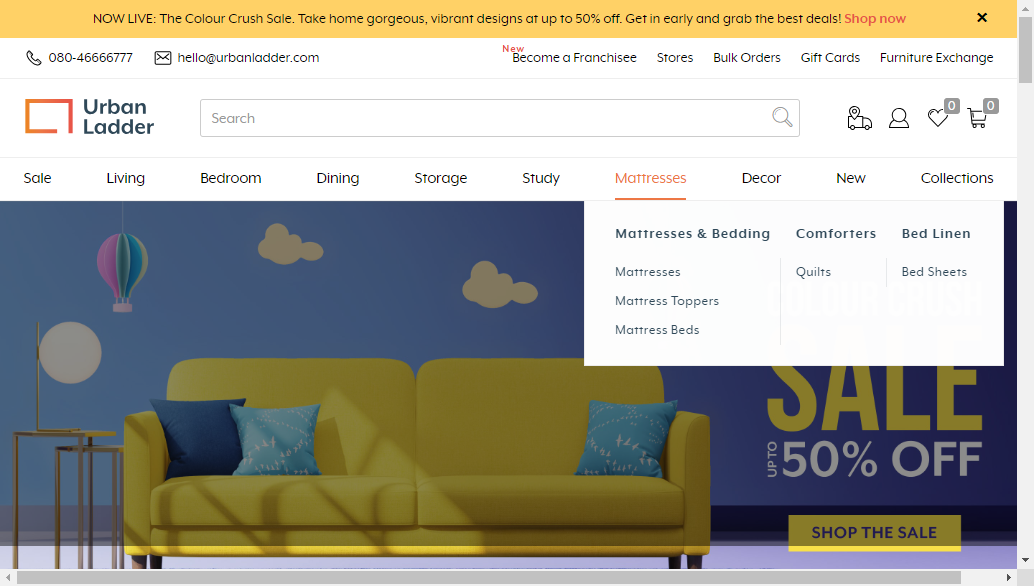 NOW LIVE: The Colour Crush Sale. Take home gorgeous, vibrant designs at up to 50% off. Get in early and grab the best deals! Shop now
080-46666777
hello@urbanladder.com
New
Become a Franchisee
Stores
Bulk Orders
Gift Cards
Furniture Exchange
Urban
Ladder
Search
0
0
Sale
Living
Bedroom
Dining
Storage
Study
Mattresses
Decor
New
Collections
Mattresses & Bedding
Mattresses
Mattress Toppers
Mattress Beds
Comforters
Quilts
Bed Linen
Bed Sheets
COLOUR CRUSH
SALE
UPTO
50% OFF
SHOP THE SALE